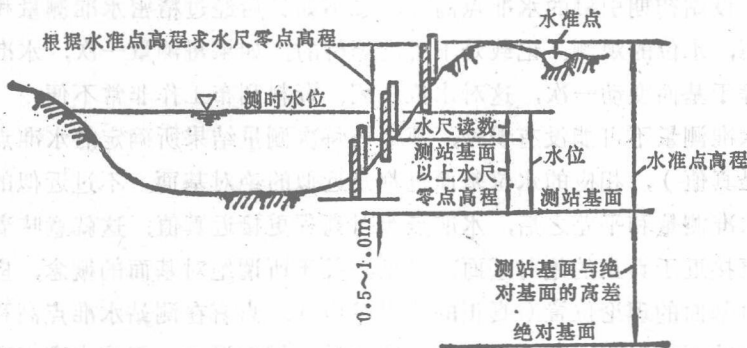 水准点
根据水准点高程求水尺零点高程
测时水位
水尺读数
测站基面
以上水尺
零点高程
水位
水准点高程
测站基面
0.5~1.00m
测站基面与绝
对基面的高差
绝对基面